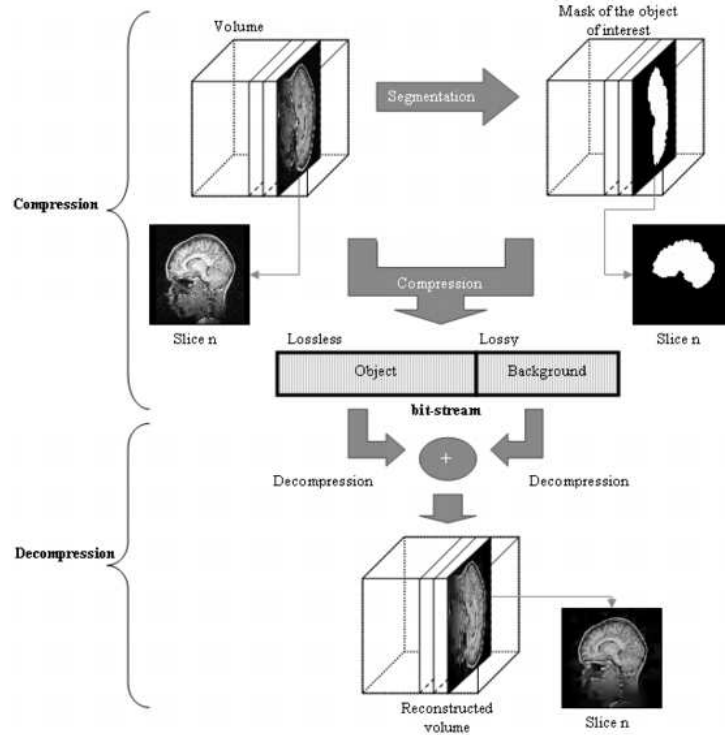 Volume
Mask of the object
of interest
Segmentation
Compression
Compression
Slice n
Slice n
Lossless
Lossy
Object
Background
bit-stream
+
Decompression
Decompression
Decompression
Reconstructed
volume
Slice n